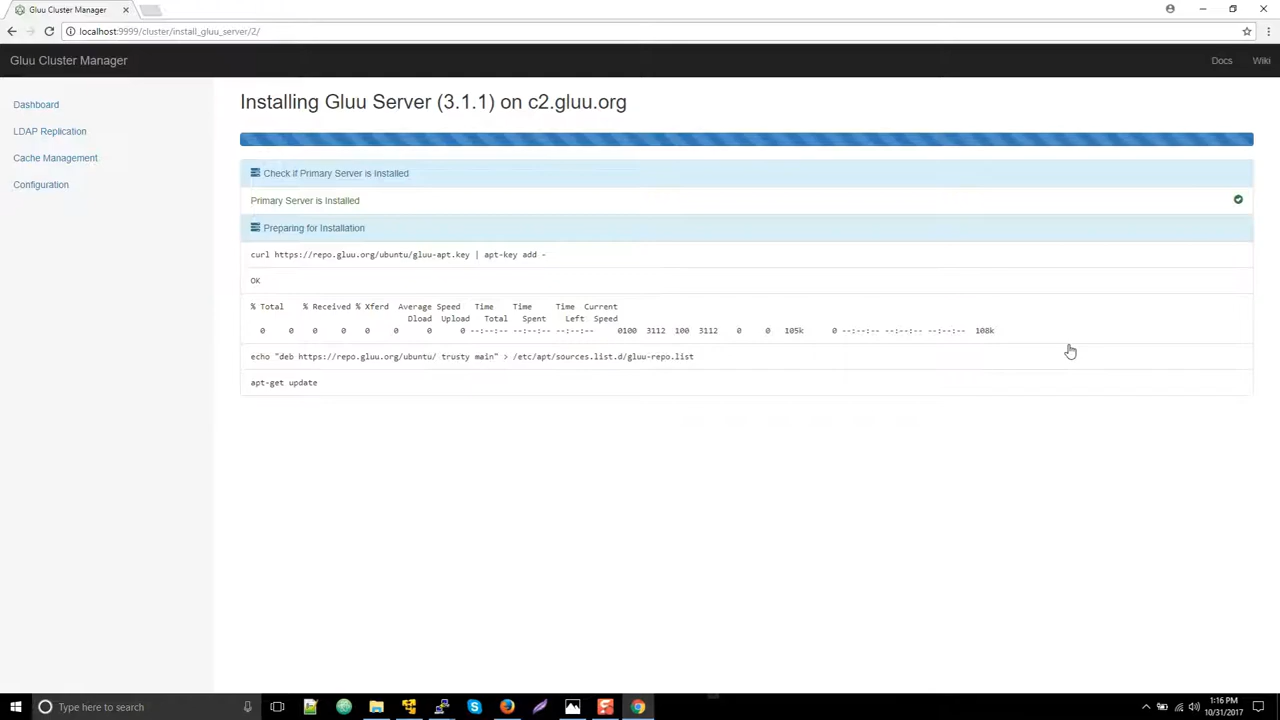 Gluu Cluster Manager
localhost:9999/cluster/install_gluu_server/2/
Gluu Cluster Manager
Docs
Wiki
Dashboard
LDAP Replication
Cache Management
Configuration
Installing Gluu Server (3.1.1) on c2.gluu.org
Check if Primary Server is Installed
Primary Server is Installed
Preparing for Installation
curl https://repo.gluu.org/ubuntu/gluu-apt.key | apt-key add -
OK
% Total % Received % Xferd Average Speed Time Time Time Current
Dload Upload Total Spent Left Speed
0 0 0 0 0 0 0 0 --:--:-- --:--:-- --:--:-- 0100 3112 100 3112 0 0 105k 0 --:--:-- --:--:-- --:--:-- 108k
echo "deb https://repo.gluu.org/ubuntu/ trusty main" > /etc/apt/sources.list.d/gluu-repo.list
apt-get update
Type here to search
1:16 PM
10/31/2017